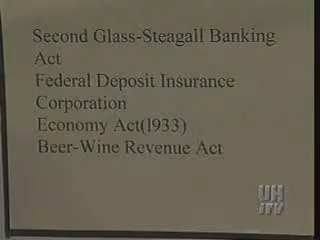 Second Glass-Steagall Banking
Act
Federal Deposit Insurance
Corporation
Economy Act(1933)
Beer-Wine Revenue Act
UH